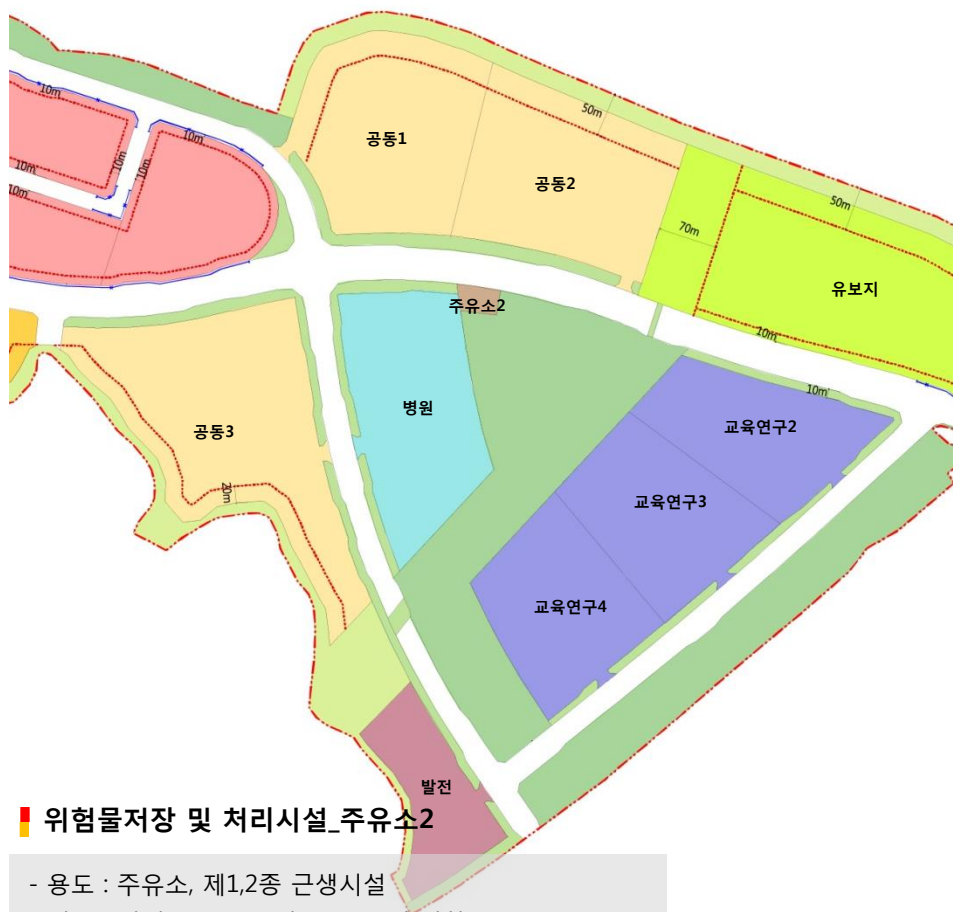 10m
50m
10m
공동1
10m
10m
10m
공동2
10m
50m
70m
유보지
주유소2
10m
10m
병원
교육연구2
공동3
교육연구3
20m
교육연구4
발전
위험물저장 및 처리시설_주유소2
- 용도 : 주유소, 제1,2종 근생시설